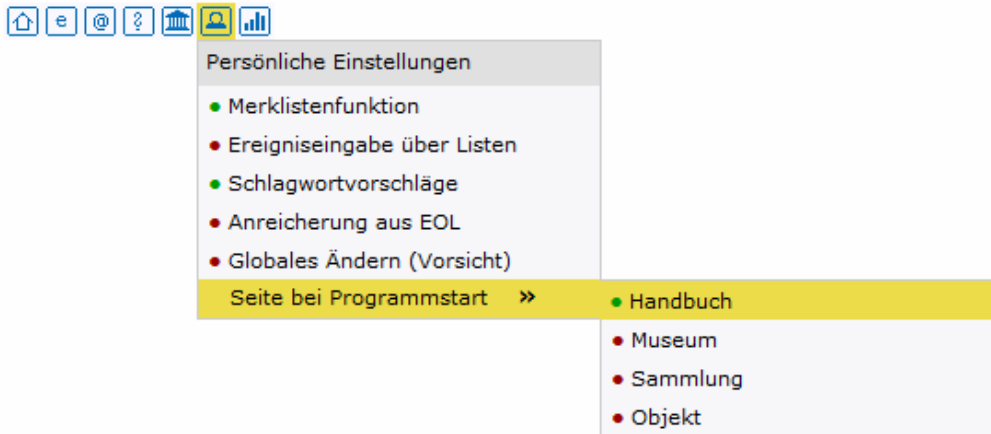 e @ ?
Persönliche Einstellungen
Merklistenfunktion
Ereigniseingabe über Listen
Schlagwortvorschläge
Anreicherung aus EOL
Globales Ändern (Vorsicht)
Seite bei Programmstart »
Handbuch
Museum
Sammlung
Objekt